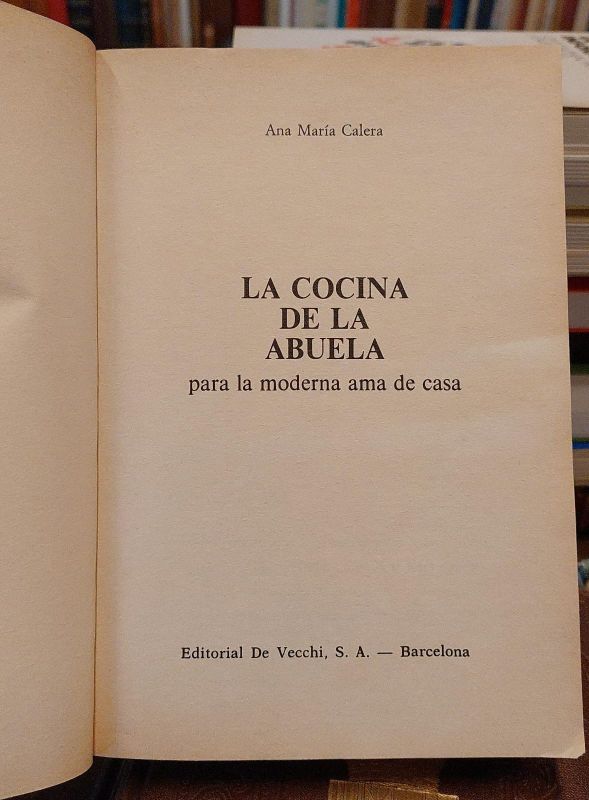 Ana María Calera
LA COCINA
DE LA
ABUELA
para la moderna ama de casa
Editorial De Vecchi, S. A. — Barcelona